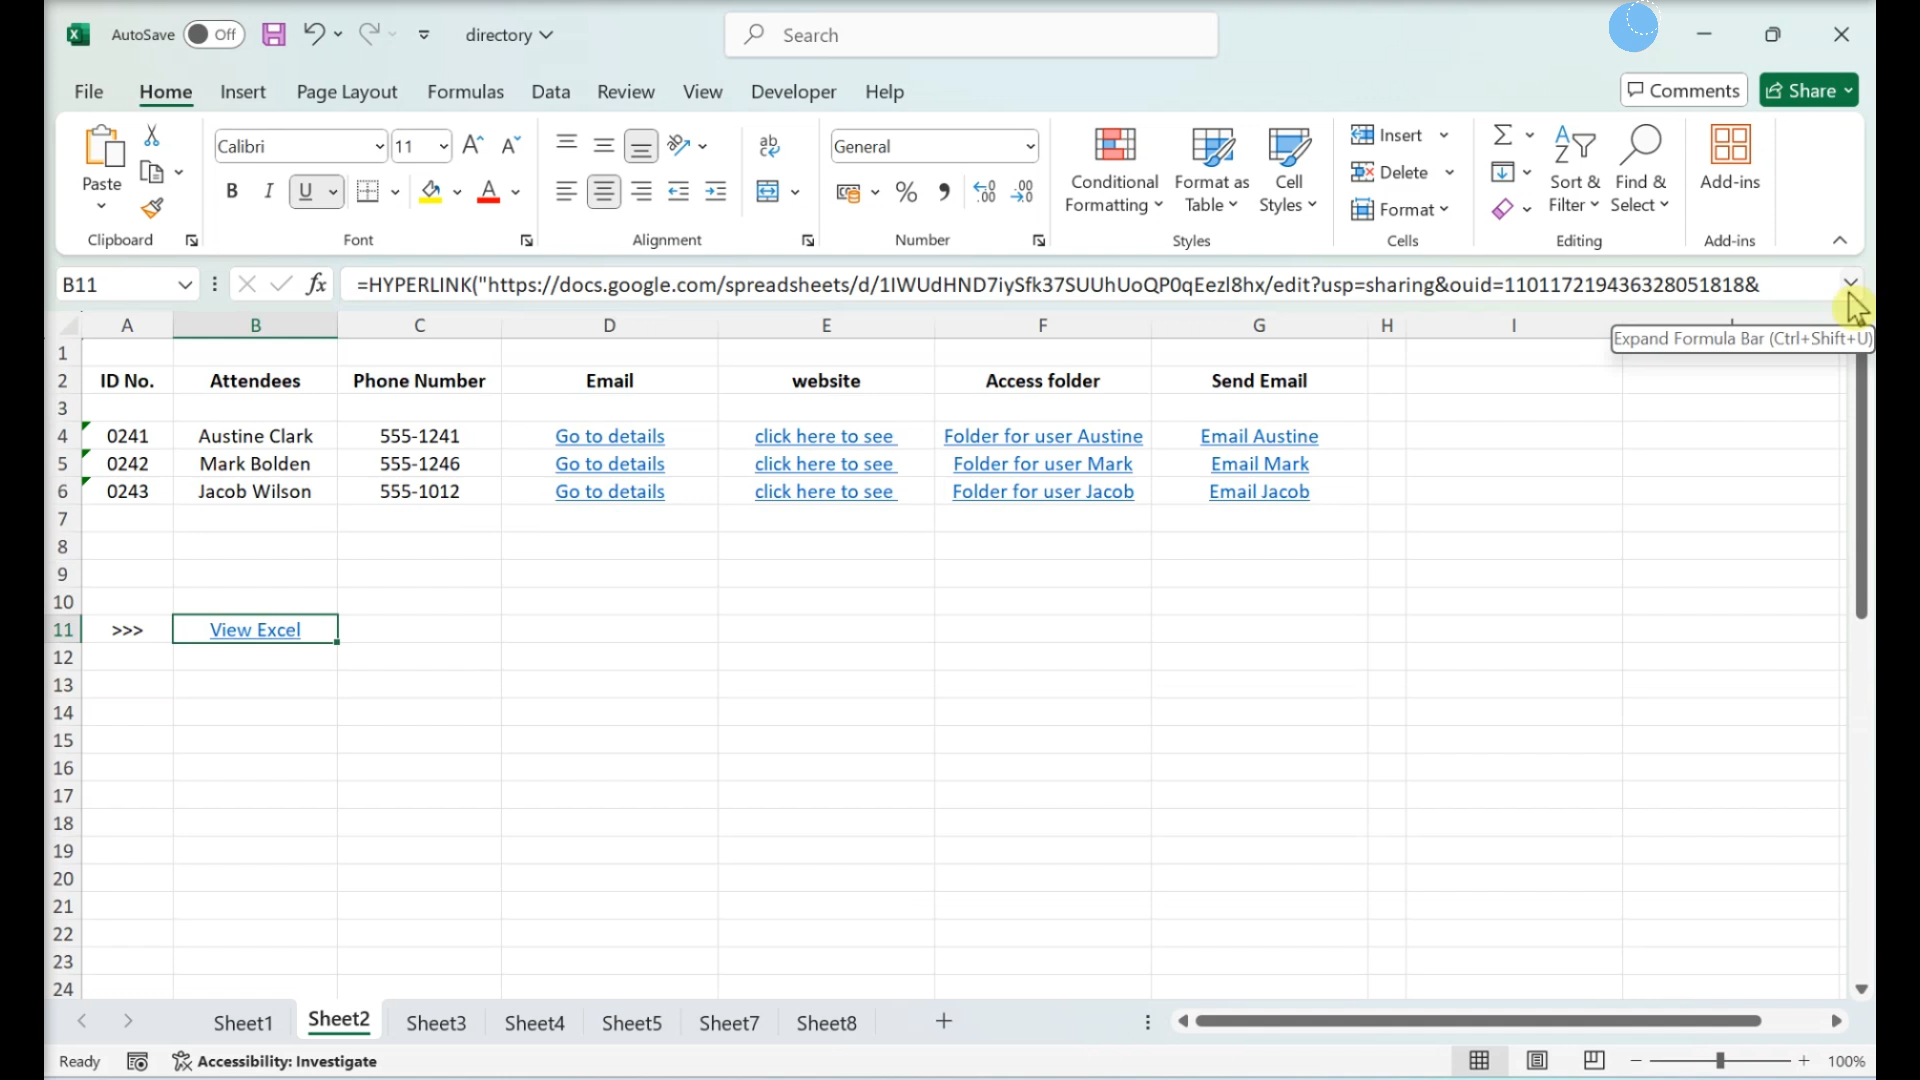 AutoSave Off directory Search
File Home Insert Page Layout Formulas Data Review View Developer Help Comments Share
Paste Calibri 11 General Conditional Formatting Format as Table Cell Styles Insert Delete Format Sort & Filter Find & Select Add-ins
Clipboard Font Alignment Number Styles Cells Editing Add-ins
B11 fx =HYPERLINK("https://docs.google.com/spreadsheets/d/1IWUdHND7iySfk37SUUhUoQP0qEezl8hx/edit?usp=sharing&ouid=110117219436328051818&
Expand Formula Bar (Ctrl+Shift+U)
A B C D E F G H I
1
2 ID No. Attendees Phone Number Email website Access folder Send Email
3
4 0241 Austine Clark 555-1241 Go to details click here to see Folder for user Austine Email Austine
5 0242 Mark Bolden 555-1246 Go to details click here to see Folder for user Mark Email Mark
6 0243 Jacob Wilson 555-1012 Go to details click here to see Folder for user Jacob Email Jacob
7
8
9
10
11 >>> View Excel
12
13
14
15
16
17
18
19
20
21
22
23
24
Sheet1 Sheet2 Sheet3 Sheet4 Sheet5 Sheet6 Sheet7 Sheet8
Ready Accessibility: Investigate 100%